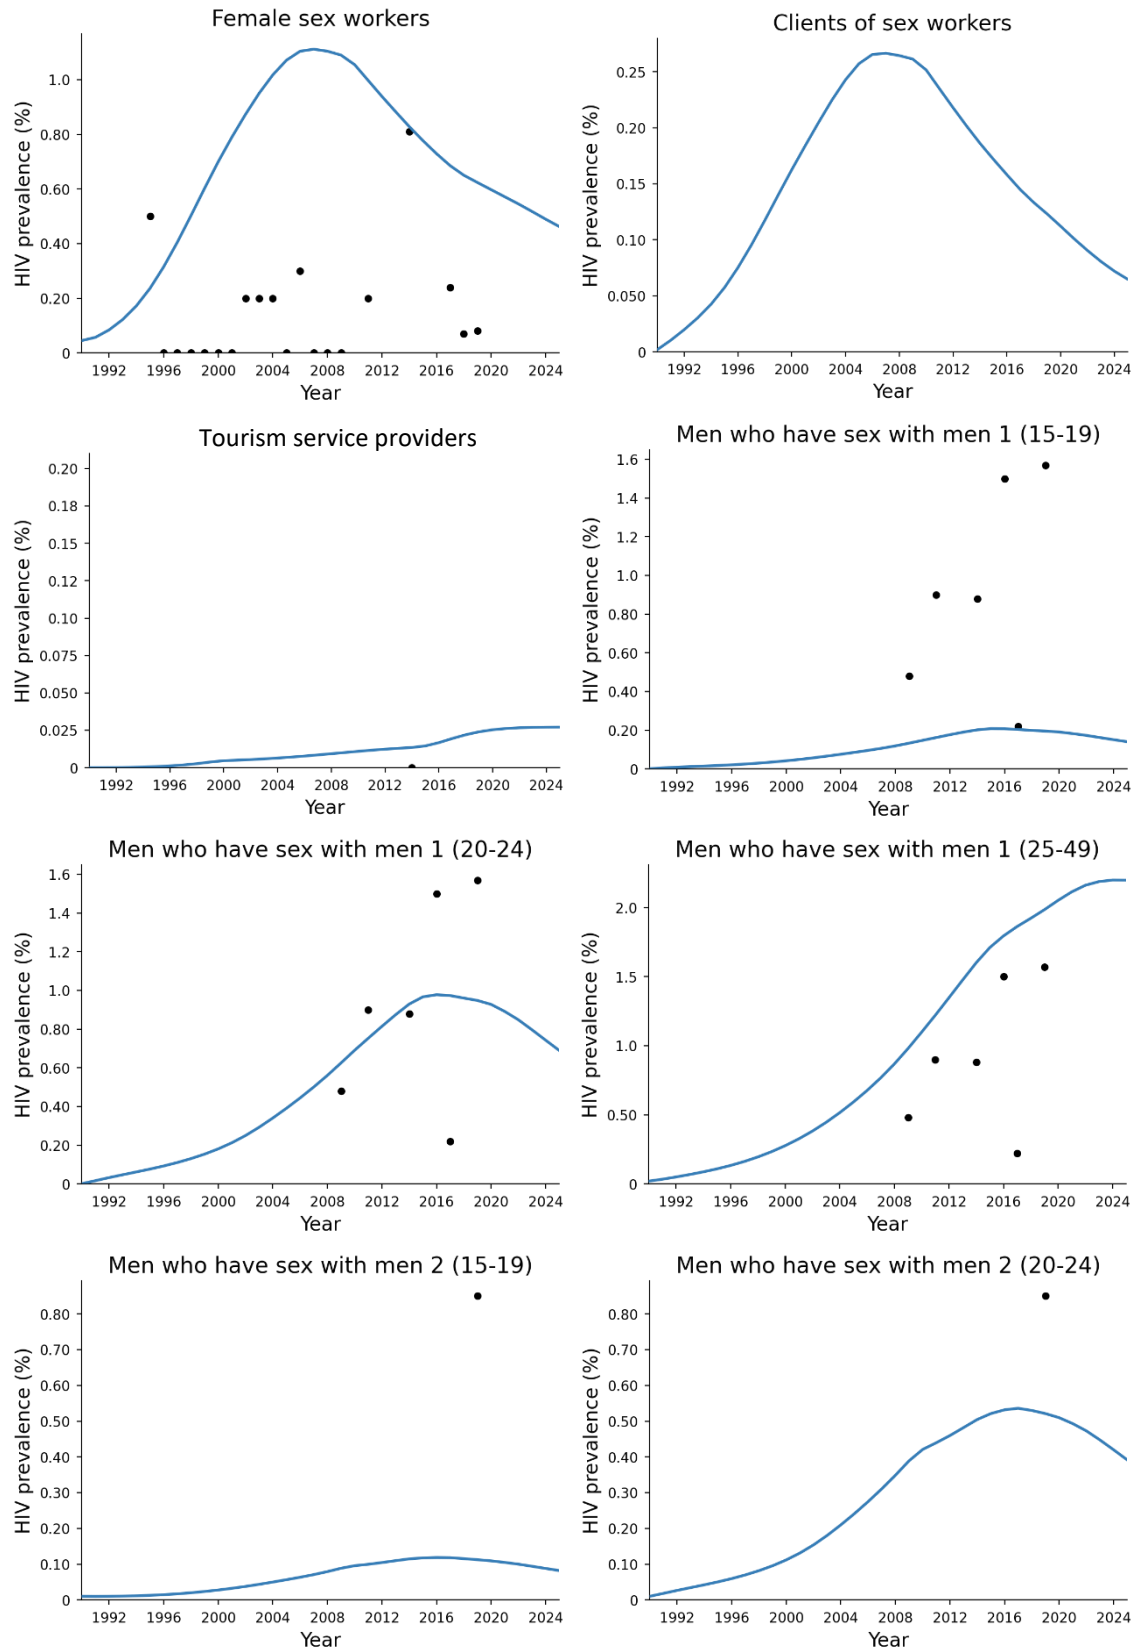 Female sex workers
HIV prevalence (%)
1.0
0.80
0.60
0.40
0.20
0
1992 1996 2000 2004 2008 2012 2016 2020 2024
Year
Clients of sex workers
HIV prevalence (%)
0.25
0.20
0.15
0.10
0.050
0
1992 1996 2000 2004 2008 2012 2016 2020 2024
Year
Tourism service providers
HIV prevalence (%)
0.20
0.18
0.15
0.12
0.10
0.075
0.050
0.025
0
1992 1996 2000 2004 2008 2012 2016 2020 2024
Year
Men who have sex with men 1 (15-19)
HIV prevalence (%)
1.6
1.4
1.2
1.0
0.80
0.60
0.40
0.20
0
1992 1996 2000 2004 2008 2012 2016 2020 2024
Year
Men who have sex with men 1 (20-24)
HIV prevalence (%)
1.6
1.4
1.2
1.0
0.80
0.60
0.40
0.20
0
1992 1996 2000 2004 2008 2012 2016 2020 2024
Year
Men who have sex with men 1 (25-49)
HIV prevalence (%)
2.0
1.5
1.0
0.50
0
1992 1996 2000 2004 2008 2012 2016 2020 2024
Year
Men who have sex with men 2 (15-19)
HIV prevalence (%)
0.80
0.70
0.60
0.50
0.40
0.30
0.20
0.10
0
1992 1996 2000 2004 2008 2012 2016 2020 2024
Year
Men who have sex with men 2 (20-24)
HIV prevalence (%)
0.80
0.70
0.60
0.50
0.40
0.30
0.20
0.10
0
1992 1996 2000 2004 2008 2012 2016 2020 2024
Year